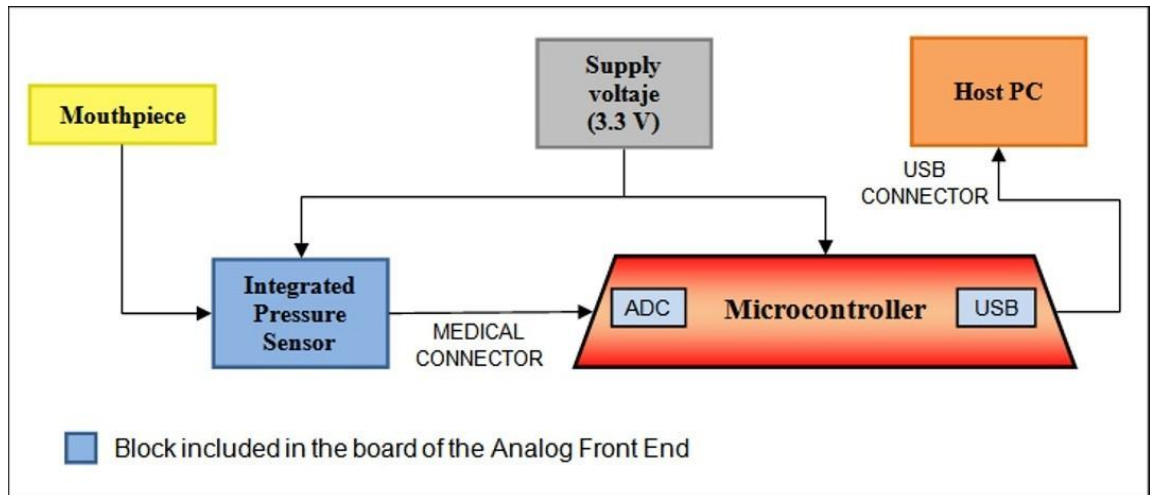 Mouthpiece
Supply
voltaje
(3.3 V)
Host PC
USB
CONNECTOR
Integrated
Pressure
Sensor
MEDICAL
CONNECTOR
ADC
Microcontroller
USB
Block included in the board of the Analog Front End